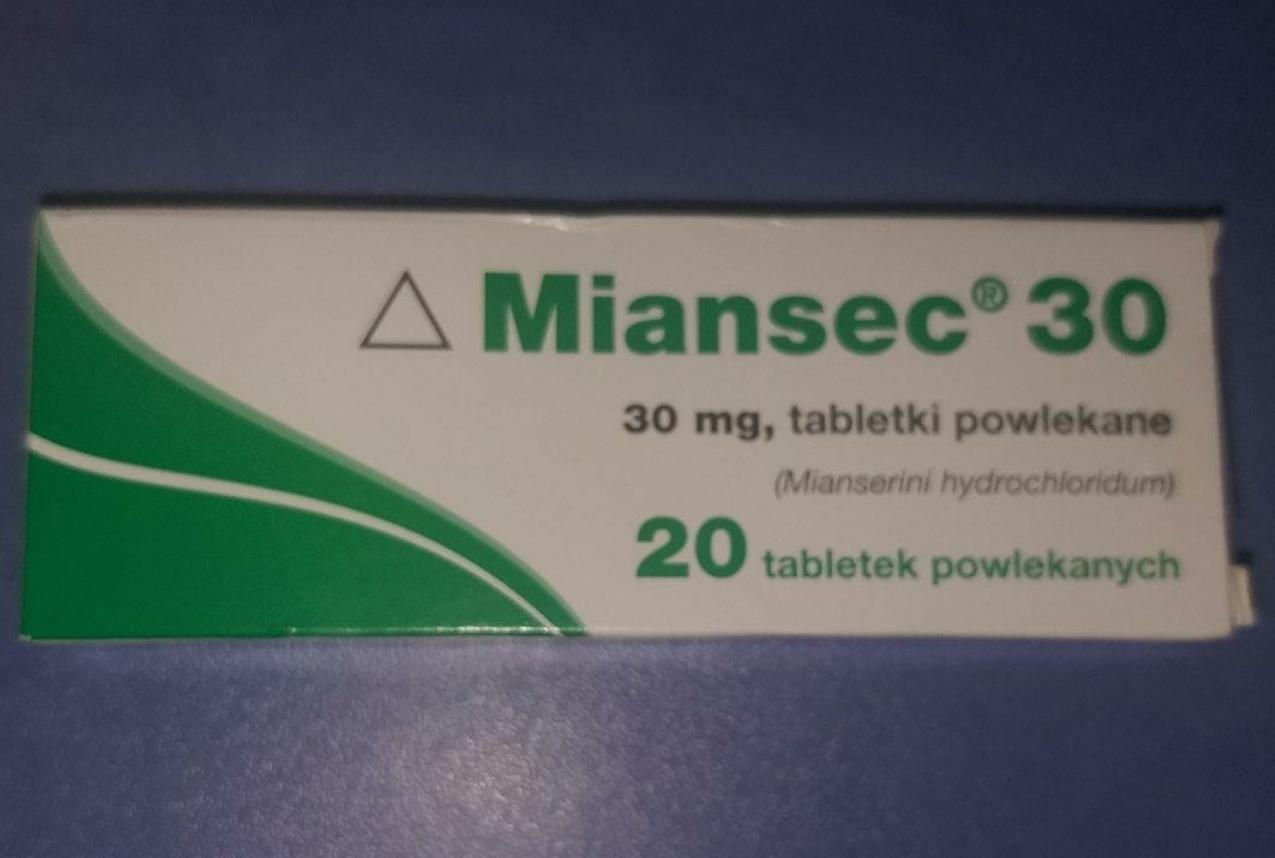 Miansec® 30
30 mg, tabletki powlekane
(Mianserini hydrochloridum)
20 tabletek powlekanych